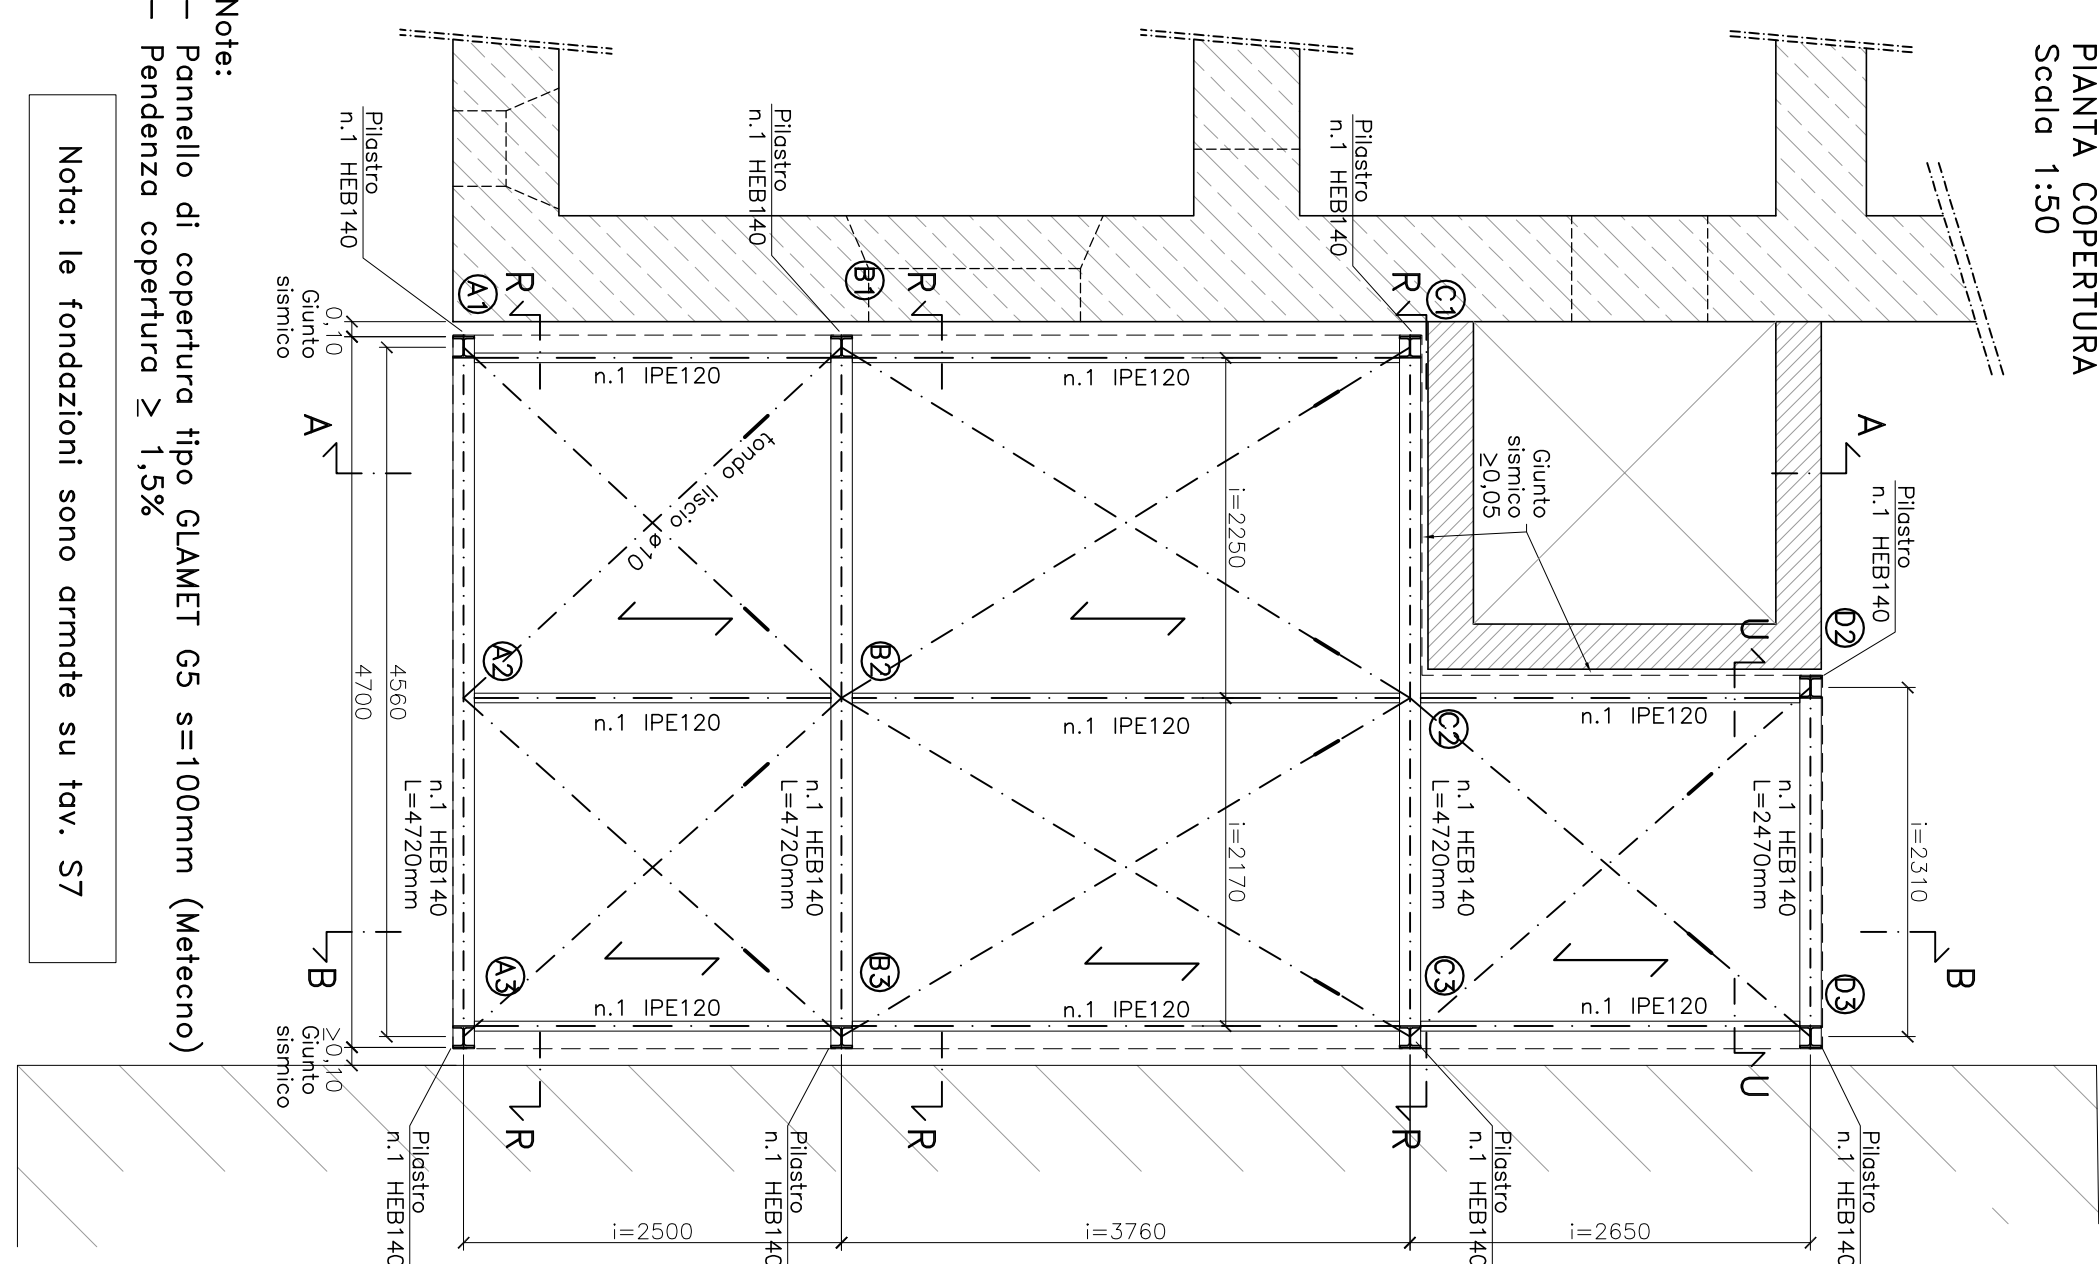 PIANTA COPERTURA
Scala 1:50
Pilastro
n.1 HEB140
Pilastro
n.1 HEB140
Pilastro
n.1 HEB140
Pilastro
n.1 HEB140
A1
B1
C1
D2
R
R
R
A
A
U
0,10
Giunto
sismico
Giunto
sismico
≥0,05
n.1 IPE120
n.1 IPE120
tondo liscio ø10
i=2250
A2
B2
C2
n.1 IPE120
n.1 IPE120
n.1 IPE120
4560
4700
n.1 HEB140
L=4720mm
n.1 HEB140
L=4720mm
n.1 HEB140
L=4720mm
n.1 HEB140
L=2470mm
i=2170
i=2310
B
B
A3
B3
C3
D3
n.1 IPE120
n.1 IPE120
n.1 IPE120
≥0,10
Giunto
sismico
R
R
R
U
Pilastro
n.1 HEB140
Pilastro
n.1 HEB140
Pilastro
n.1 HEB140
Pilastro
n.1 HEB140
i=2500
i=3760
i=2650
Note:
— Pannello di copertura tipo GLAMET G5 s=100mm (Metecno)
— Pendenza copertura ≥ 1,5%
Nota: le fondazioni sono armate su tav. S7